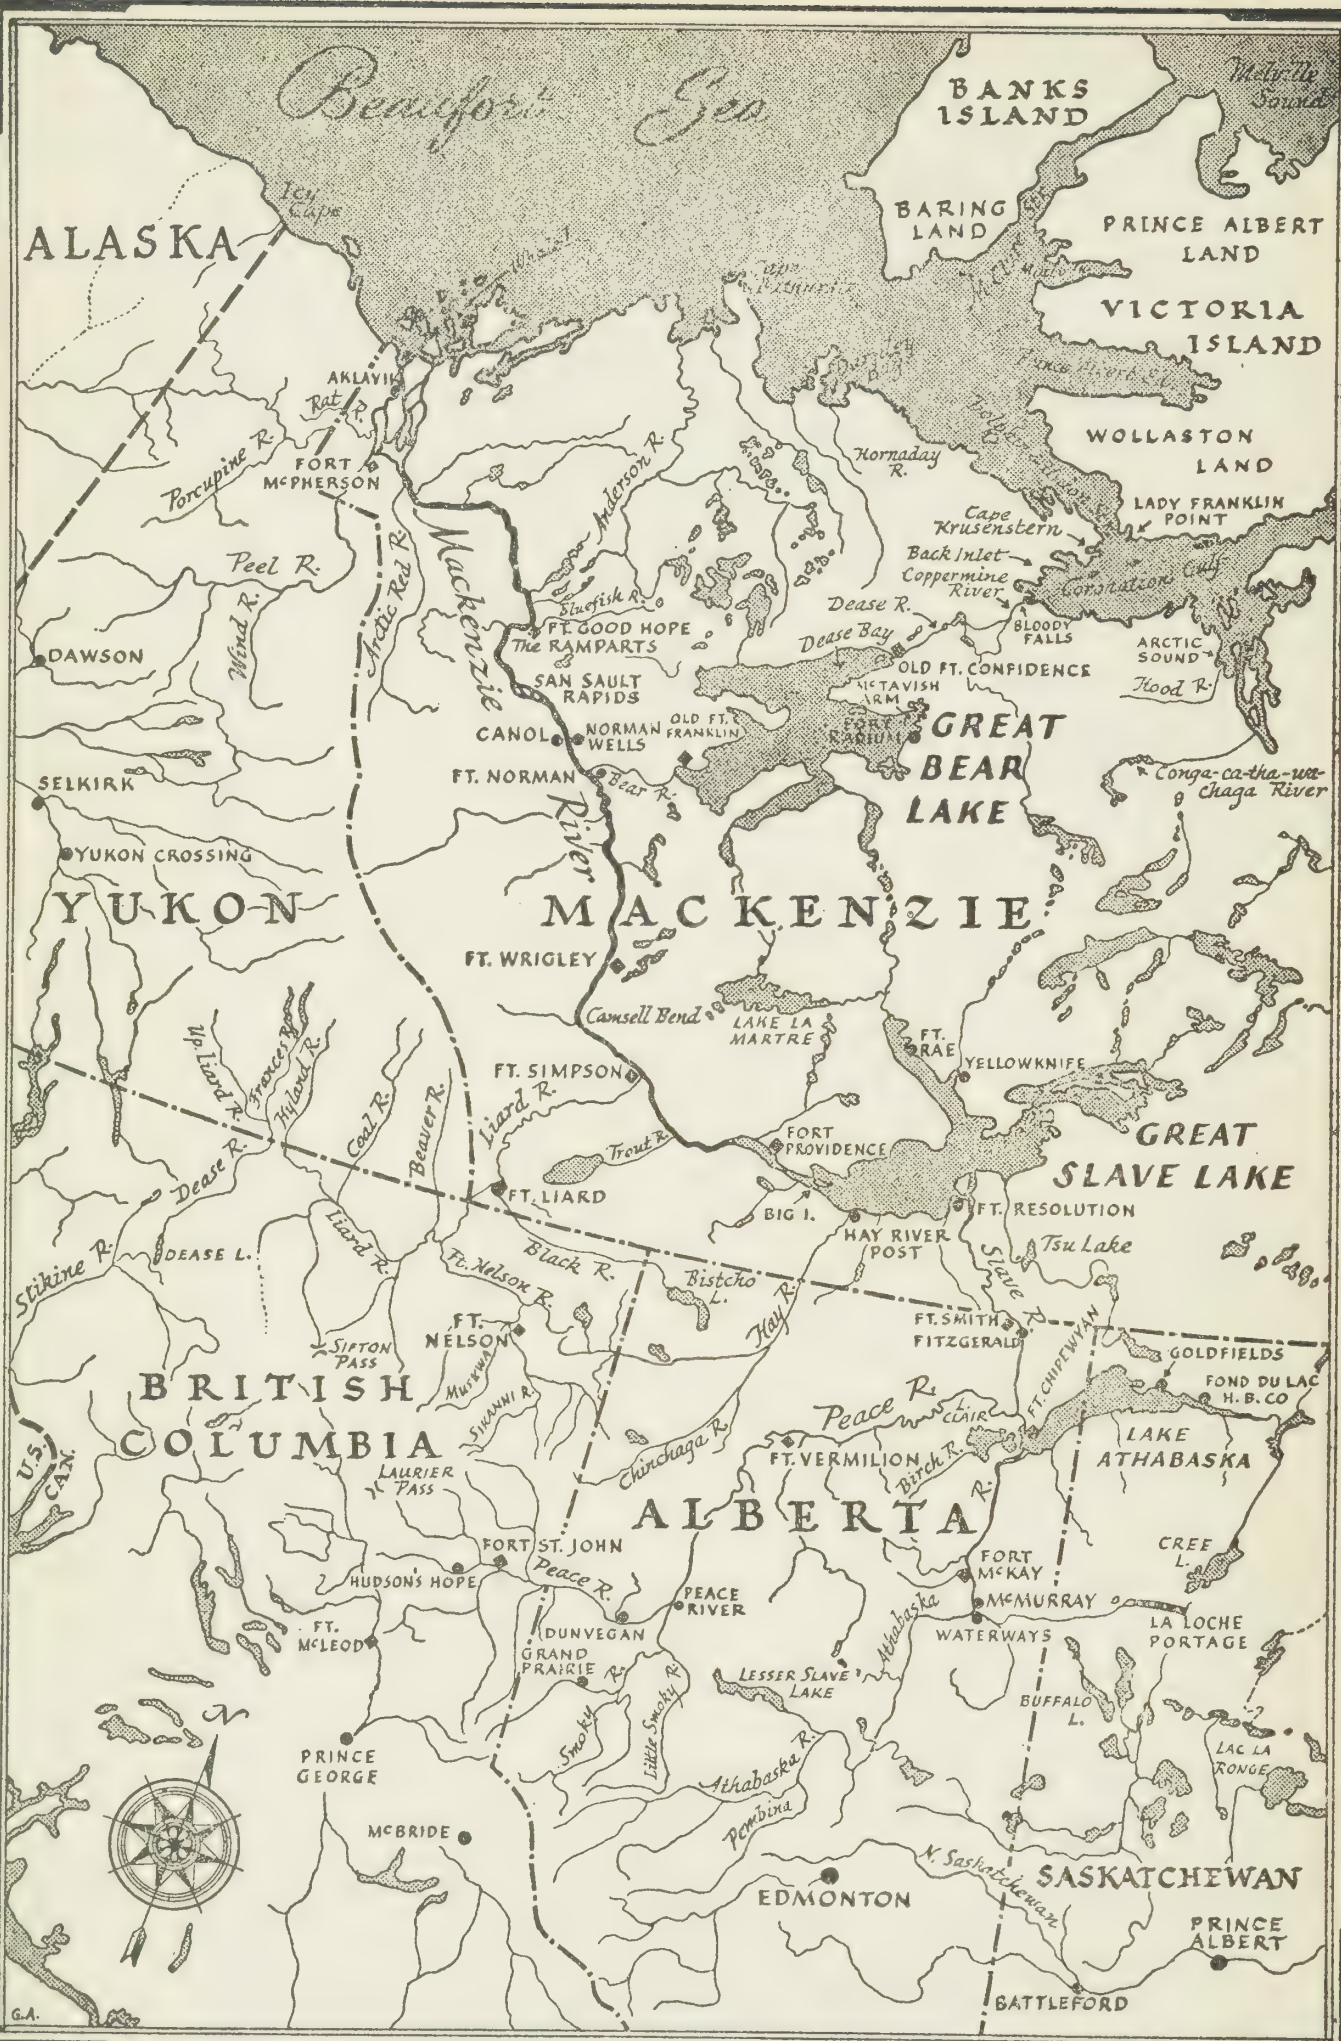 Beaufort Sea
BANKS
ISLAND
Melville
Sound
Icy
Cape
ALASKA
BARING
LAND
PRINCE ALBERT
LAND
VICTORIA
ISLAND
Prince Albert Sd.
AKLAVIK
Rat
R.
Porcupine R.
FORT
McPHERSON
Anderson R.
Hornaday
R.
WOLLASTON
LAND
LADY FRANKLIN
POINT
Cape
Krusenstern
Back Inlet
Coppermine
River
Coronation Gulf
Peel R.
Wind R.
Arctic Red R.
Mackenzie
River
Bluefish R.
FT. GOOD HOPE
The RAMPARTS
Dease R.
Dease Bay
BLOODY
FALLS
ARCTIC
SOUND
Hood R.
DAWSON
SAN SAULT
RAPIDS
OLD FT. CONFIDENCE
McTAVISH
ARM
FORT
RADIUM
GREAT
BEAR
LAKE
CANOL
NORMAN
WELLS
OLD FT.
FRANKLIN
FT. NORMAN
Bear R.
Conga-ca-tha-wa-
chaga River
SELKIRK
YUKON CROSSING
YUKON
MACKENZIE
FT. WRIGLEY
Camsell Bend
LAKE LA
MARTRE
FT.
RAE
YELLOWKNIFE
Up. Liard R.
Frances R.
Hyland R.
Coal R.
Beaver R.
FT. SIMPSON
Liard R.
Trout R.
FORT
PROVIDENCE
GREAT
SLAVE LAKE
Dease R.
FT. LIARD
BIG I.
HAY RIVER
POST
FT. RESOLUTION
Stikine R.
DEASE L.
Liard R.
Ft. Nelson R.
Black R.
Bistcho
L.
Hay R.
Slave R.
Tsu Lake
FT. SMITH
FITZGERALD
FT. CHIPEWYAN
SIFTON
PASS
FT.
NELSON
Muskwa
SIKANNI R.
GOLDFIELDS
FOND DU LAC
H. B. CO
BRITISH
COLUMBIA
Peace R.
L.
CLAIR
FT. VERMILION
Birch R.
LAKE
ATHABASKA
Chinchaga R.
U.S.
CAN.
LAURIER
PASS
ALBERTA
R.
FORT ST. JOHN
HUDSON'S HOPE
Peace R.
FORT
McKAY
CREE
L.
FT.
McLEOD
DUNVEGAN
PEACE
RIVER
Athabaska
McMURRAY
WATERWAYS
LA LOCHE
PORTAGE
GRAND
PRAIRIE
Smoky
R.
Little Smoky R.
LESSER SLAVE
LAKE
BUFFALO
L.
N
PRINCE
GEORGE
Athabaska R.
Pembina
LAC LA
RONGE
McBRIDE
EDMONTON
N. Saskatchewan
SASKATCHEWAN
PRINCE
ALBERT
BATTLEFORD
G.A.